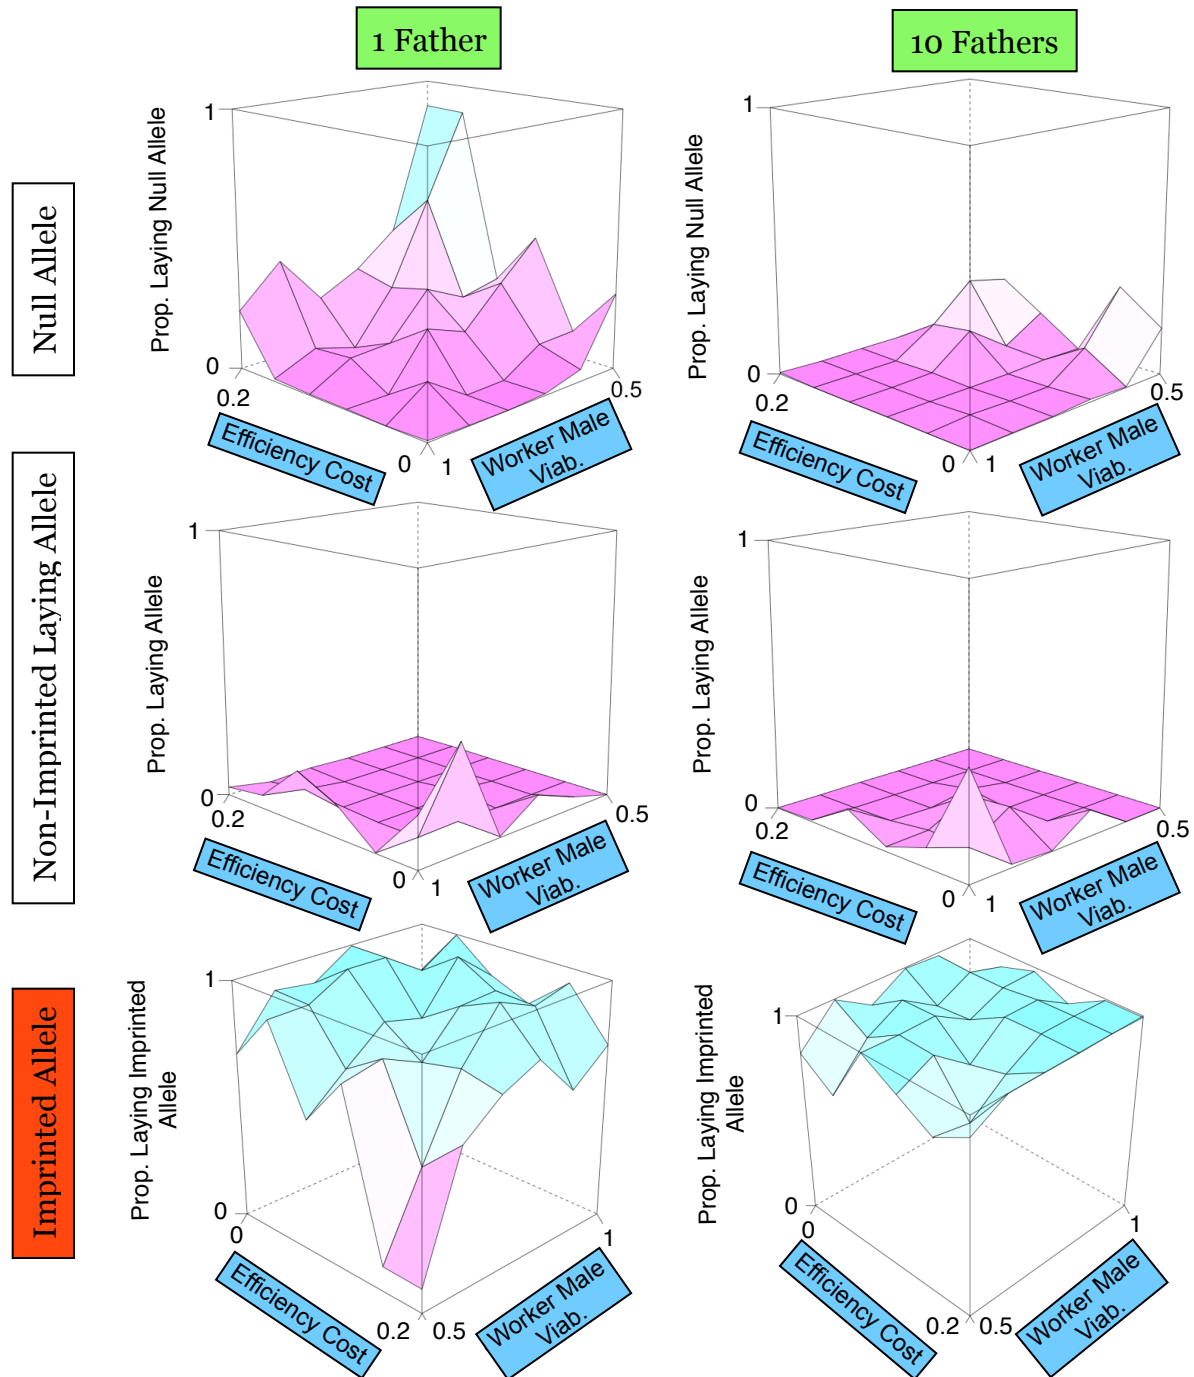 1 Father
10 Fathers
Null Allele
Prop. Laying Null Allele
1
0
0.2
Efficiency Cost
0
1
Worker Male
Viab.
0.5
Prop. Laying Null Allele
1
0
0.2
Efficiency Cost
0
1
Worker Male
Viab.
0.5
Non-Imprinted Laying Allele
Prop. Laying Allele
1
0
0.2
Efficiency Cost
0
1
Worker Male
Viab.
0.5
Prop. Laying Allele
1
0
0.2
Efficiency Cost
0
1
Worker Male
Viab.
0.5
Imprinted Allele
Prop. Laying Imprinted
Allele
1
0
0
Efficiency Cost
0.2
0.5
Worker Male
Viab.
1
Prop. Laying Imprinted
Allele
1
0
0
Efficiency Cost
0.2
0.5
Worker Male
Viab.
1